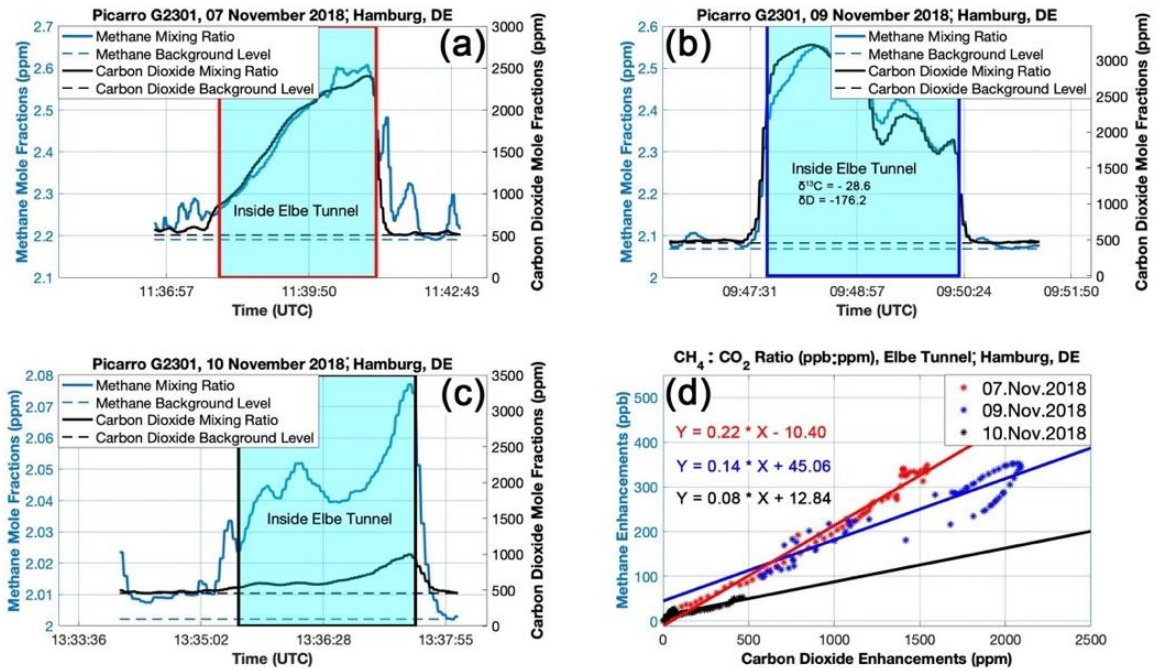 Picarro G2301, 07 November 2018; Hamburg, DE
(a)
Methane Mixing Ratio
Methane Background Level
Carbon Dioxide Mixing Ratio
Carbon Dioxide Background Level
Inside Elbe Tunnel
Methane Mole Fractions (ppm)
2.7
2.6
2.5
2.4
2.3
2.2
2.1
Carbon Dioxide Mole Fractions (ppm)
3000
2500
2000
1500
1000
500
0
11:36:57
11:39:50
11:42:43
Time (UTC)
Picarro G2301, 09 November 2018; Hamburg, DE
(b)
Methane Mixing Ratio
Methane Background Level
Carbon Dioxide Mixing Ratio
Carbon Dioxide Background Level
Inside Elbe Tunnel
δ¹³C = - 28.6
δD = -176.2
Methane Mole Fractions (ppm)
2.6
2.5
2.4
2.3
2.2
2.1
2
Carbon Dioxide Mole Fractions (ppm)
3000
2500
2000
1500
1000
500
0
09:47:31
09:48:57
09:50:24
09:51:50
Time (UTC)
Picarro G2301, 10 November 2018; Hamburg, DE
(c)
Methane Mixing Ratio
Methane Background Level
Carbon Dioxide Mixing Ratio
Carbon Dioxide Background Level
Inside Elbe Tunnel
Methane Mole Fractions (ppm)
2.08
2.07
2.06
2.05
2.04
2.03
2.02
2.01
2
Carbon Dioxide Mole Fractions (ppm)
3500
3000
2500
2000
1500
1000
500
0
13:33:36
13:35:02
13:36:28
13:37:55
Time (UTC)
CH₄ : CO₂ Ratio (ppb:ppm), Elbe Tunnel; Hamburg, DE
(d)
07.Nov.2018
09.Nov.2018
10.Nov.2018
Y = 0.22 * X - 10.40
Y = 0.14 * X + 45.06
Y = 0.08 * X + 12.84
Methane Enhancements (ppb)
500
400
300
200
100
0
0
500
1000
1500
2000
2500
Carbon Dioxide Enhancements (ppm)